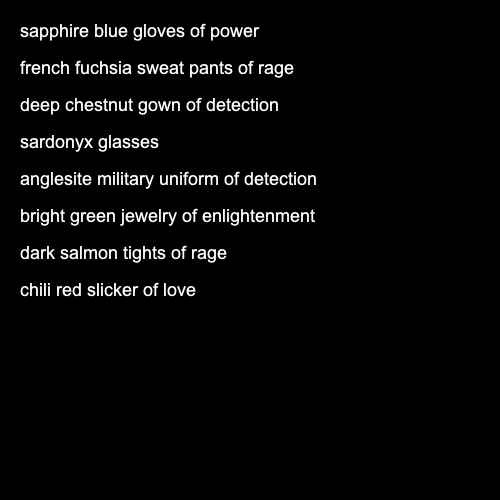 sapphire blue gloves of power
french fuchsia sweat pants of rage
deep chestnut gown of detection
sardonyx glasses
anglesite military uniform of detection
bright green jewelry of enlightenment
dark salmon tights of rage
chili red slicker of love